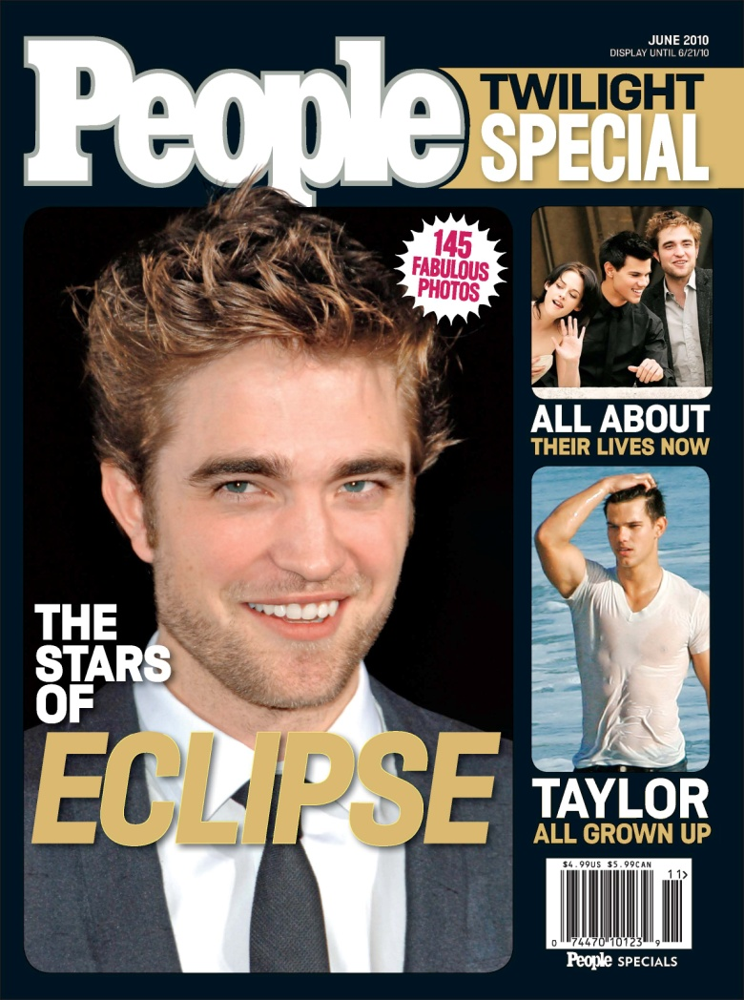 People
JUNE 2010
DISPLAY UNTIL 6/21/10
TWILIGHT
SPECIAL
145
FABULOUS
PHOTOS
ALL ABOUT
THEIR LIVES NOW
THE
STARS
OF
ECLIPSE
TAYLOR
ALL GROWN UP
$4.99US $5.99CAN
11>
0 74470 10123 9
People SPECIALS